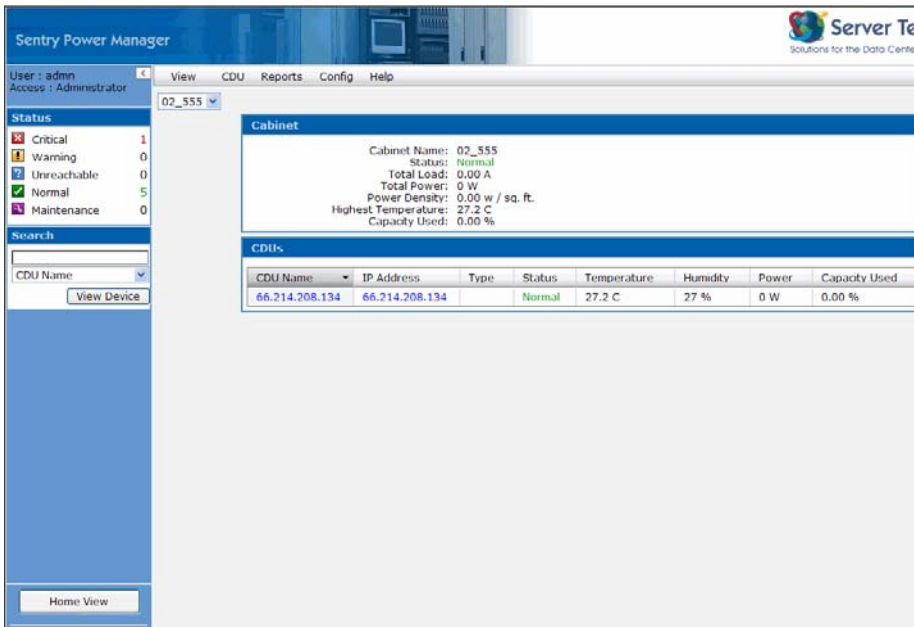 Sentry Power Manager
Server Te
Solutions for the Data Cente
User : admn
Access : Administrator
View CDU Reports Config Help
02_555
Status
Critical 1
Warning 0
Unreachable 0
Normal 5
Maintenance 0
Search
CDU Name
View Device
Home View
Cabinet
Cabinet Name: 02_555
Status: Normal
Total Load: 0.00 A
Total Power: 0 W
Power Density: 0.00 w / sq. ft.
Highest Temperature: 27.2 C
Capacity Used: 0.00 %
CDUs
CDU Name IP Address Type Status Temperature Humidity Power Capacity Used
66.214.208.134 66.214.208.134 Normal 27.2 C 27 % 0 W 0.00 %